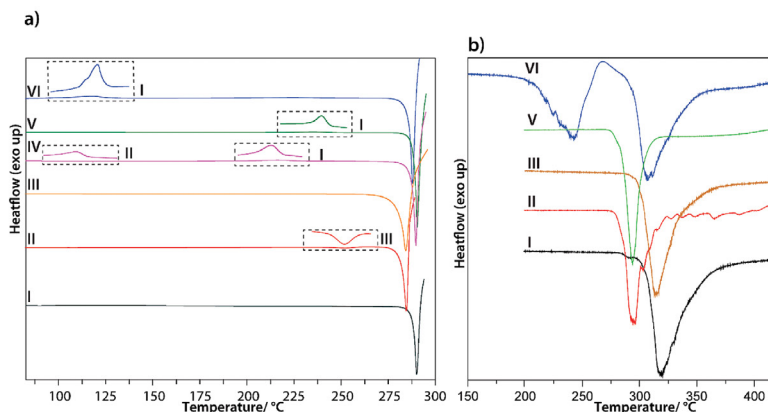 a)
VI
I
V
I
IV
II
I
III
II
III
I
Heatflow (exo up)
100 125 150 175 200 225 250 275 300
Temperature/ °C
b)
VI
V
III
II
I
Heatflow (exo up)
150 200 250 300 350 400
Temperature/ °C